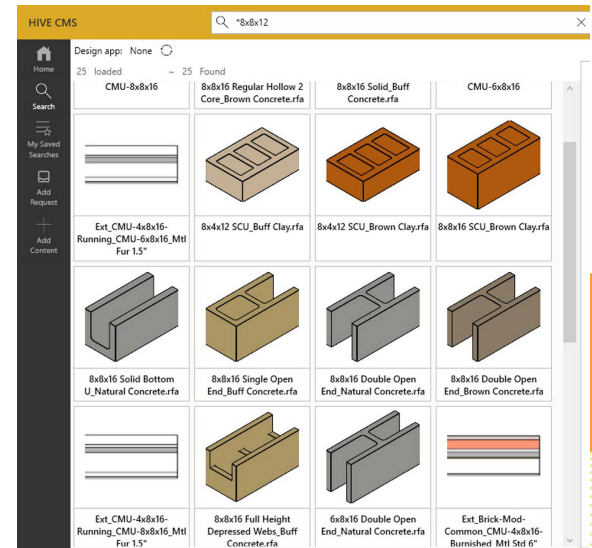 HIVE CMS
*8x8x12
Design app: None
25 loaded ~ 25 Found
Home
Search
My Saved
Searches
Add
Request
Add
Content
CMU-8x8x16
8x8x16 Regular Hollow 2
Core_Brown Concrete.rfa
8x8x16 Solid_Buff
Concrete.rfa
CMU-6x8x16
Ext_CMU-4x8x16-
Running_CMU-6x8x16_Mtl
Fur 1.5"
8x4x12 SCU_Buff Clay.rfa
8x4x12 SCU_Brown Clay.rfa
8x8x16 SCU_Brown Clay.rfa
8x8x16 Solid Bottom
U_Natural Concrete.rfa
8x8x16 Single Open
End_Buff Concrete.rfa
8x8x16 Double Open
End_Natural Concrete.rfa
8x8x16 Double Open
End_Brown Concrete.rfa
Ext_CMU-4x8x16-
Running_CMU-8x8x16_Mtl
Fur 1.5"
8x8x16 Full Height
Depressed Webs_Buff
Concrete.rfa
6x8x16 Double Open
End_Natural Concrete.rfa
Ext_Brick-Mod-
Common_CMU-4x8x16-
Burnished_Mtl Std 6"